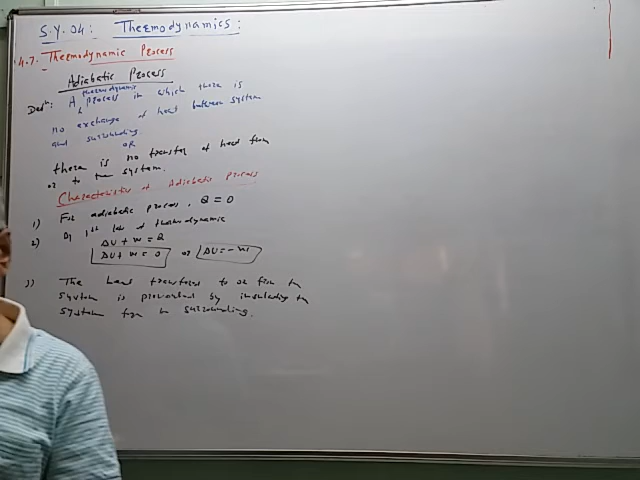 S.Y. 04: Thermodynamics:
4.7. Thermodynamic Process
Adiabatic Process
Defn: A thermodynamic process in which there is
no exchange of heat between system
and surrounding.
OR
there is no transfer of heat from
or to the system.
Characteristic of Adiabatic process
1) For adiabatic process, Q = 0
2) By 1st law of thermodynamic
ΔU + W = Q
ΔU + W = 0 or ΔU = - W
3) The heat transfers to or from the
system is prevented by insulating the
system from the surrounding.